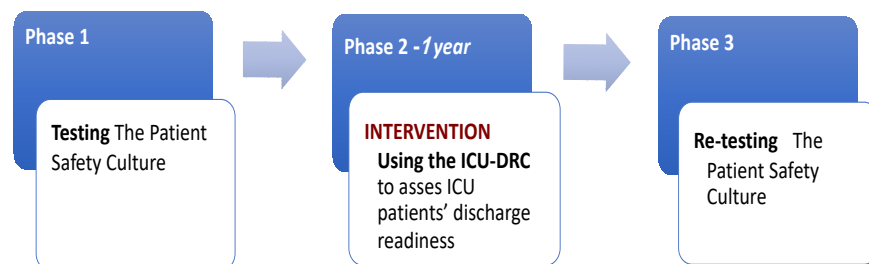 Phase 1
Testing The Patient
Safety Culture
Phase 2 -1 year
INTERVENTION
Using the ICU-DRC
to asses ICU
patients' discharge
readiness
Phase 3
Re-testing The
Patient Safety
Culture